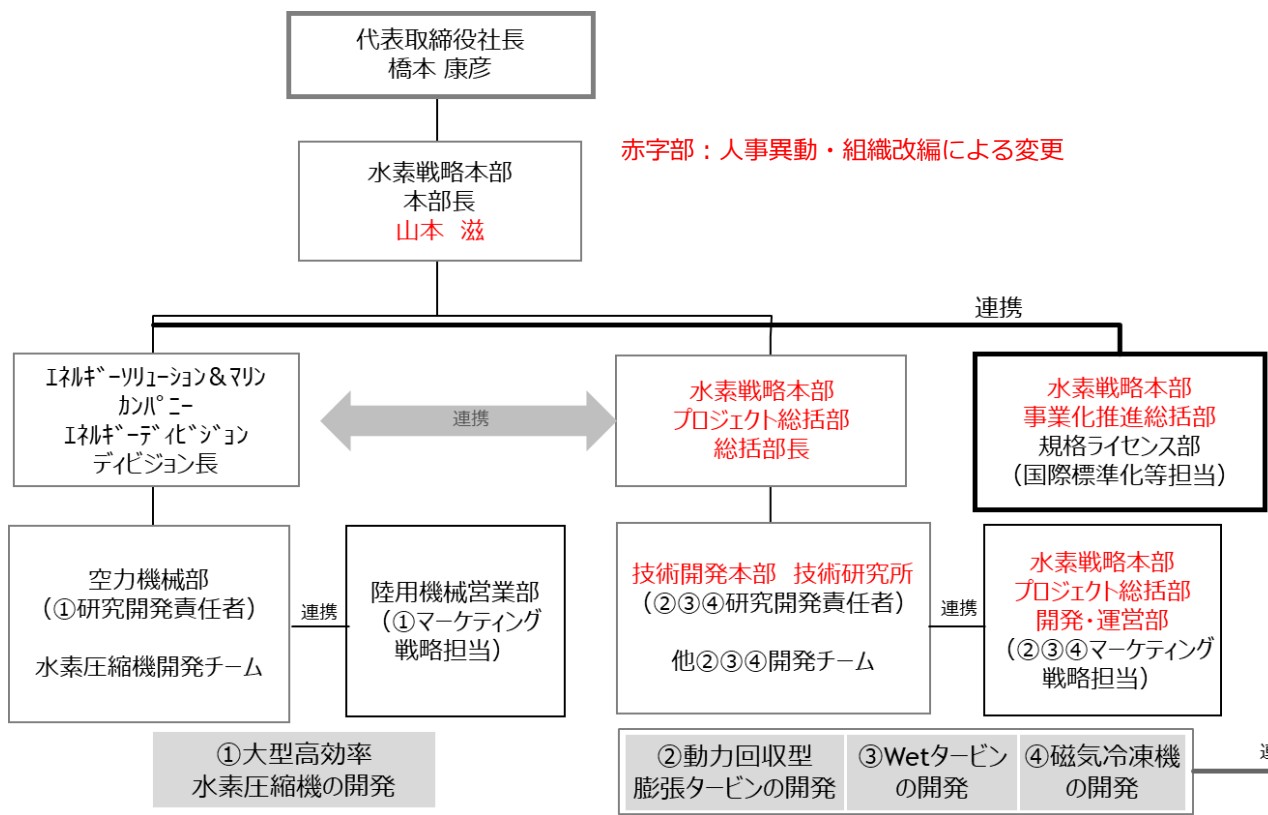 代表取締役社長
橋本 康彦
赤字部：人事異動・組織改編による変更
水素戦略本部
本部長
山本 滋
連携
ｴﾈﾙｷﾞｰｿﾘｭｰｼｮﾝ＆ﾏﾘﾝ
ｶﾝﾊﾟﾆｰ
ｴﾈﾙｷﾞｰﾃﾞｨﾋﾞｼﾞｮﾝ
ディビジョン長
連携
水素戦略本部
プロジェクト総括部
総括部長
水素戦略本部
事業化推進総括部
規格ライセンス部
（国際標準化等担当）
空力機械部
（①研究開発責任者）
水素圧縮機開発チーム
連携
陸用機械営業部
（①マーケティング
戦略担当）
技術開発本部 技術研究所
（②③④研究開発責任者）
他②③④開発チーム
連携
水素戦略本部
プロジェクト総括部
開発・運営部
（②③④マーケティング
戦略担当）
①大型高効率
水素圧縮機の開発
②動力回収型
膨張タービンの開発
③Wetタービン
の開発
④磁気冷凍機
の開発